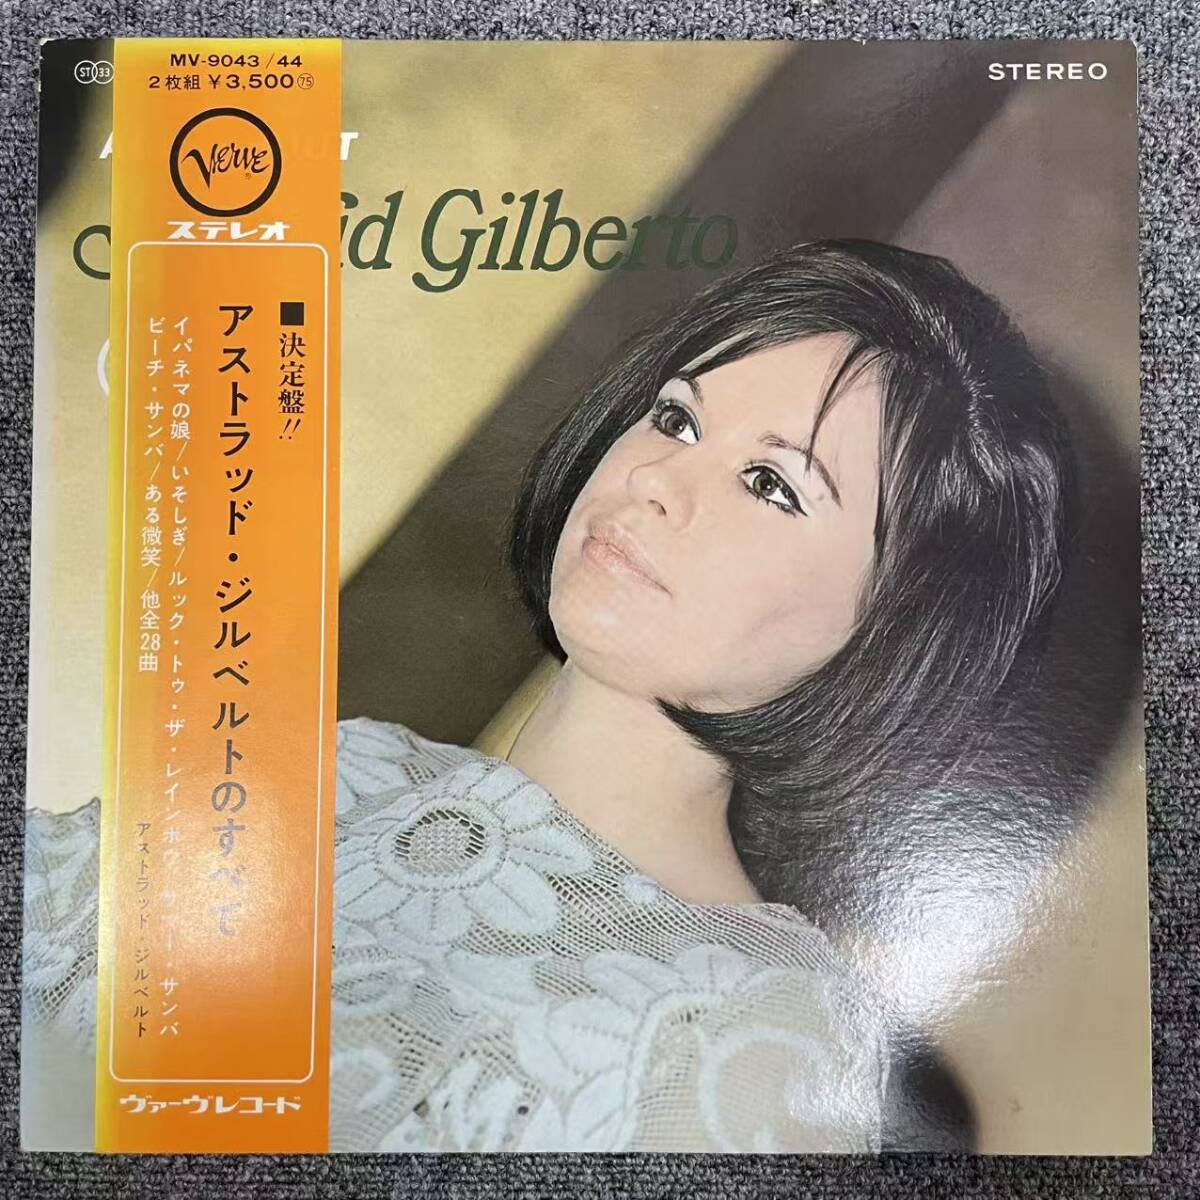 MV-9043/44
2枚組 ¥3,500 75
Verve
ステレオ
■決定盤!!
アストラッド・ジルベルトのすべて
イパネマの娘/いそしぎ/ルック・トゥ・ザ・レインボウ/サマー・サンバ
ビーチ・サンバ/ある微笑/他全28曲
アストラッド・ジルベルト
ヴァーヴレコード
ST 33
STEREO
UT
id Gilberto